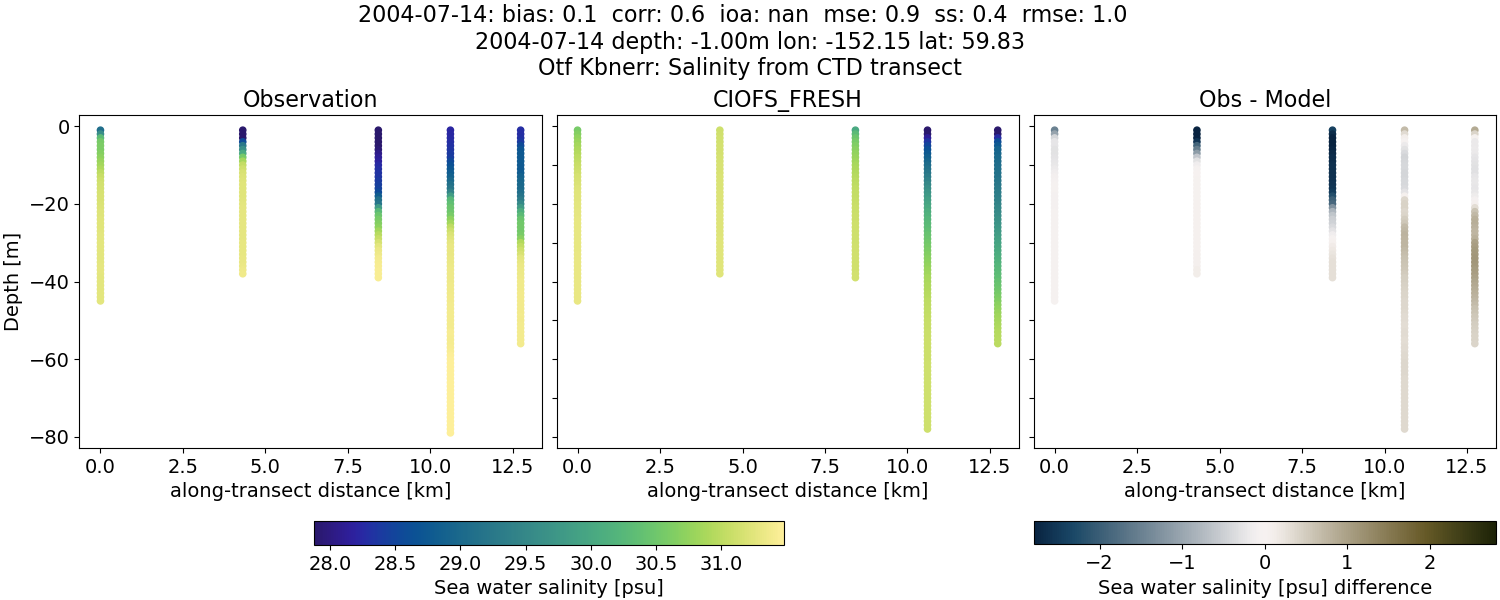 2004-07-14: bias: 0.1  corr: 0.6  ioa: nan  mse: 0.9  ss: 0.4  rmse: 1.0
2004-07-14 depth: -1.00m lon: -152.15 lat: 59.83
Otf Kbnerr: Salinity from CTD transect
Observation
CIOFS_FRESH
Obs - Model
Depth [m]
0
−20
−40
−60
−80
0.0 2.5 5.0 7.5 10.0 12.5
0.0 2.5 5.0 7.5 10.0 12.5
0.0 2.5 5.0 7.5 10.0 12.5
along-transect distance [km]
along-transect distance [km]
along-transect distance [km]
28.0 28.5 29.0 29.5 30.0 30.5 31.0
Sea water salinity [psu]
−2 −1 0 1 2
Sea water salinity [psu] difference